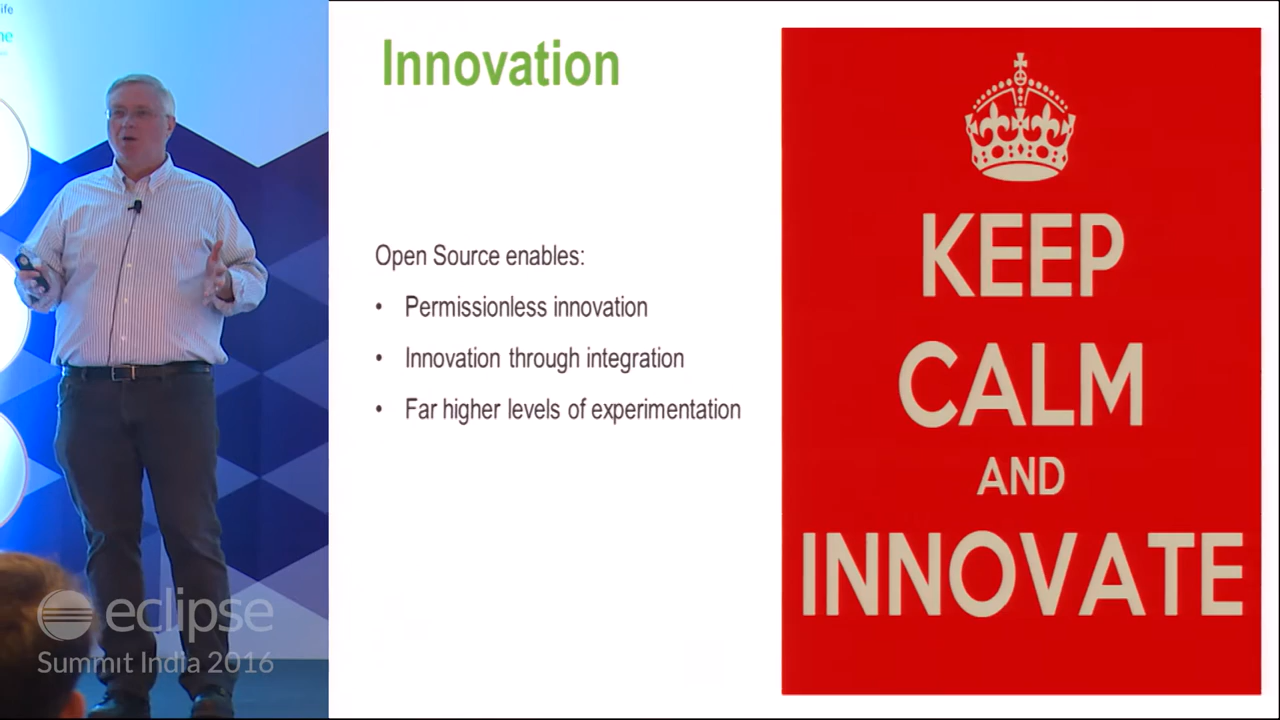 Innovation
Open Source enables:
• Permissionless innovation
• Innovation through integration
• Far higher levels of experimentation
KEEP
CALM
AND
INNOVATE
eclipse
Summit India 2016